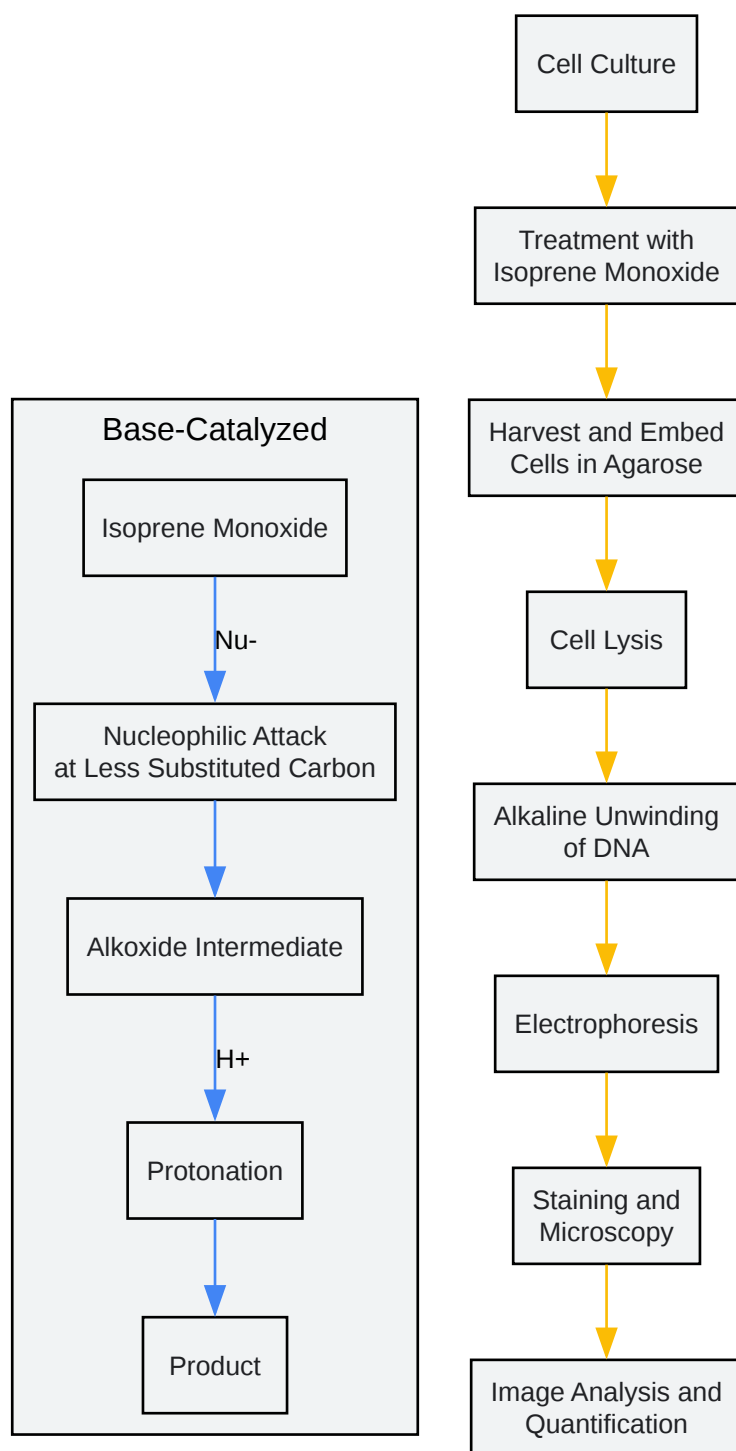 Base-Catalyzed
Isoprene Monoxide
Nu-
Nucleophilic Attack
at Less Substituted Carbon
Alkoxide Intermediate
H+
Protonation
Product
Cell Culture
Treatment with
Isoprene Monoxide
Harvest and Embed
Cells in Agarose
Cell Lysis
Alkaline Unwinding
of DNA
Electrophoresis
Staining and
Microscopy
Image Analysis and
Quantification